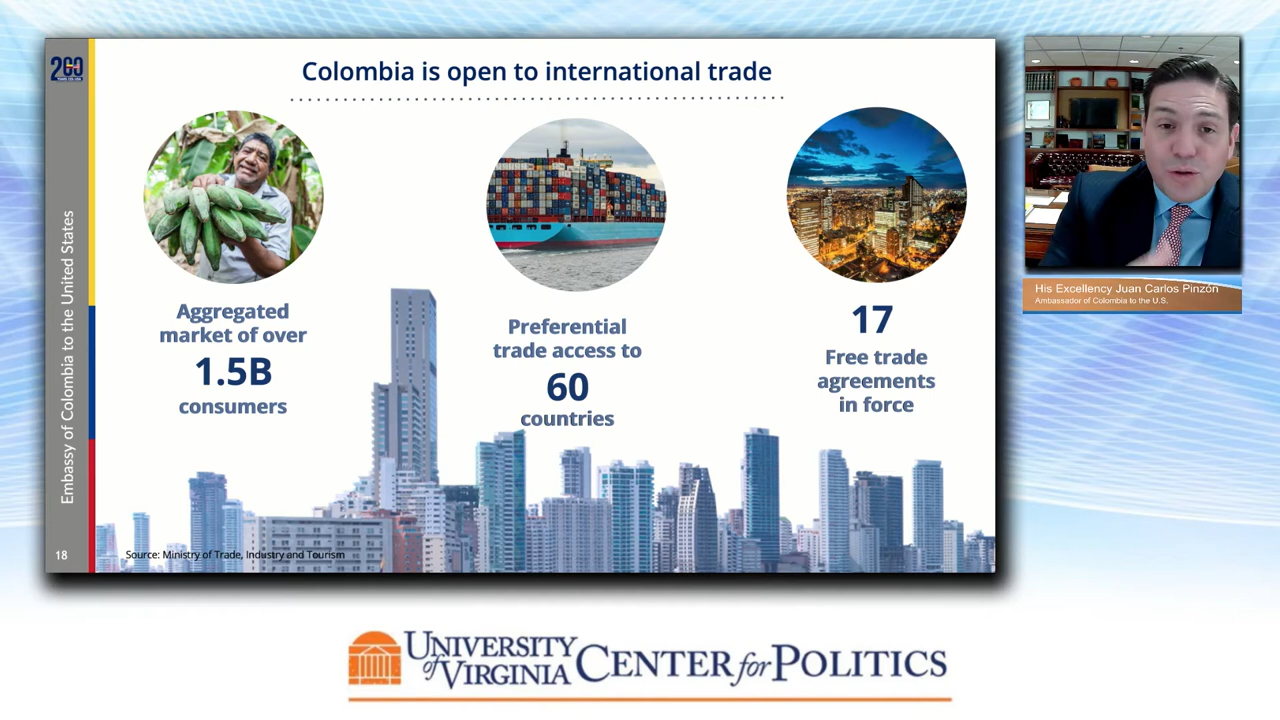 Colombia is open to international trade
Aggregated
market of over
1.5B
consumers
Preferential
trade access to
60
countries
17
Free trade
agreements
in force
Embassy of Colombia to the United States
18
Source: Ministry of Trade, Industry and Tourism
200
His Excellency Juan Carlos Pinzón
Ambassador of Colombia to the U.S.
UNIVERSITY
of VIRGINIA
CENTER for POLITICS